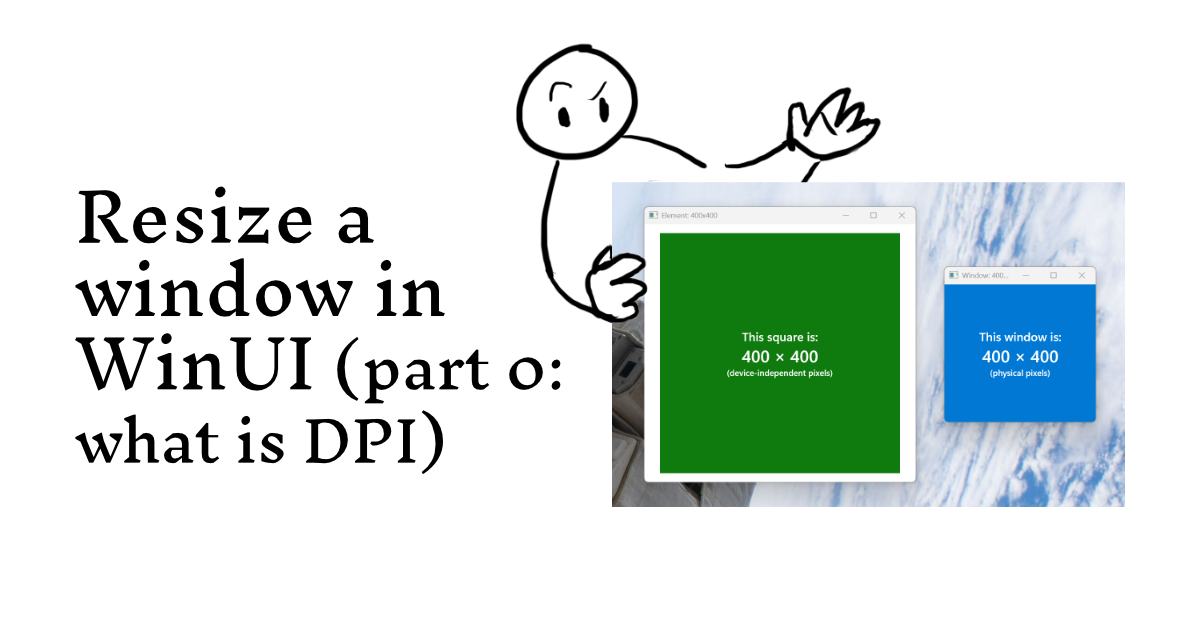 Resize a
window in
WinUI (part 0:
what is DPI)
Element: 400x400
This square is:
400 × 400
(device-independent pixels)
Window: 400...
This window is:
400 × 400
(physical pixels)